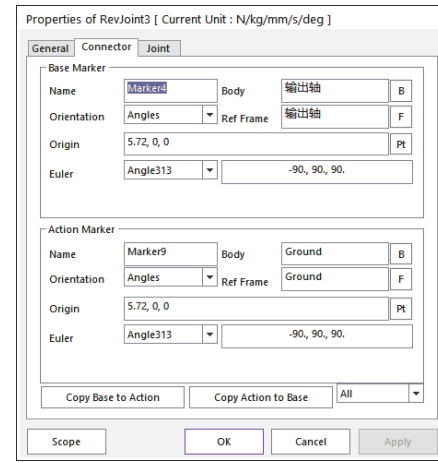 Properties of RevJoint3 [ Current Unit : N/kg/mm/s/deg ]
General Connector Joint
Base Marker
Name Marker4 Body 输出轴 B
Orientation Angles Ref Frame 输出轴 F
Origin 5.72, 0, 0 Pt
Euler Angle313 -90., 90., 90.
Action Marker
Name Marker9 Body Ground B
Orientation Angles Ref Frame Ground F
Origin 5.72, 0, 0 Pt
Euler Angle313 -90., 90., 90.
Copy Base to Action Copy Action to Base All
Scope OK Cancel Apply